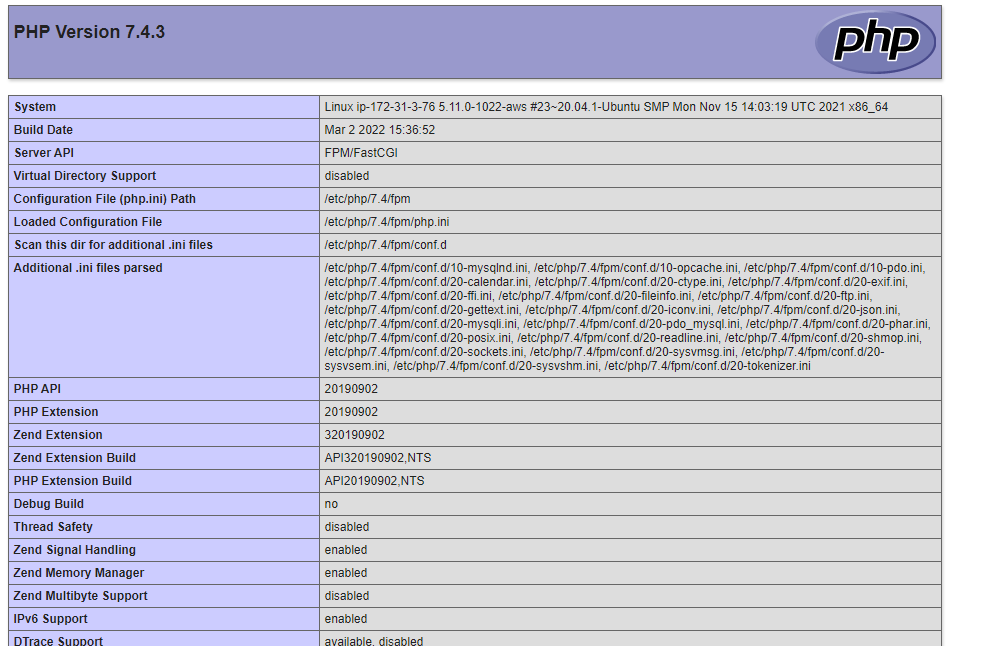 PHP Version 7.4.3
php
System Linux ip-172-31-3-76 5.11.0-1022-aws #23~20.04.1-Ubuntu SMP Mon Nov 15 14:03:19 UTC 2021 x86_64
Build Date Mar 2 2022 15:36:52
Server API FPM/FastCGI
Virtual Directory Support disabled
Configuration File (php.ini) Path /etc/php/7.4/fpm
Loaded Configuration File /etc/php/7.4/fpm/php.ini
Scan this dir for additional .ini files /etc/php/7.4/fpm/conf.d
Additional .ini files parsed /etc/php/7.4/fpm/conf.d/10-mysqlnd.ini, /etc/php/7.4/fpm/conf.d/10-opcache.ini, /etc/php/7.4/fpm/conf.d/10-pdo.ini,
/etc/php/7.4/fpm/conf.d/20-calendar.ini, /etc/php/7.4/fpm/conf.d/20-ctype.ini, /etc/php/7.4/fpm/conf.d/20-exif.ini,
/etc/php/7.4/fpm/conf.d/20-ffi.ini, /etc/php/7.4/fpm/conf.d/20-fileinfo.ini, /etc/php/7.4/fpm/conf.d/20-ftp.ini,
/etc/php/7.4/fpm/conf.d/20-gettext.ini, /etc/php/7.4/fpm/conf.d/20-iconv.ini, /etc/php/7.4/fpm/conf.d/20-json.ini,
/etc/php/7.4/fpm/conf.d/20-mysqli.ini, /etc/php/7.4/fpm/conf.d/20-pdo_mysql.ini, /etc/php/7.4/fpm/conf.d/20-phar.ini,
/etc/php/7.4/fpm/conf.d/20-posix.ini, /etc/php/7.4/fpm/conf.d/20-readline.ini, /etc/php/7.4/fpm/conf.d/20-shmop.ini,
/etc/php/7.4/fpm/conf.d/20-sockets.ini, /etc/php/7.4/fpm/conf.d/20-sysvmsg.ini, /etc/php/7.4/fpm/conf.d/20-
sysvsem.ini, /etc/php/7.4/fpm/conf.d/20-sysvshm.ini, /etc/php/7.4/fpm/conf.d/20-tokenizer.ini
PHP API 20190902
PHP Extension 20190902
Zend Extension 320190902
Zend Extension Build API320190902,NTS
PHP Extension Build API20190902,NTS
Debug Build no
Thread Safety disabled
Zend Signal Handling enabled
Zend Memory Manager enabled
Zend Multibyte Support disabled
IPv6 Support enabled
DTrace Support available, disabled